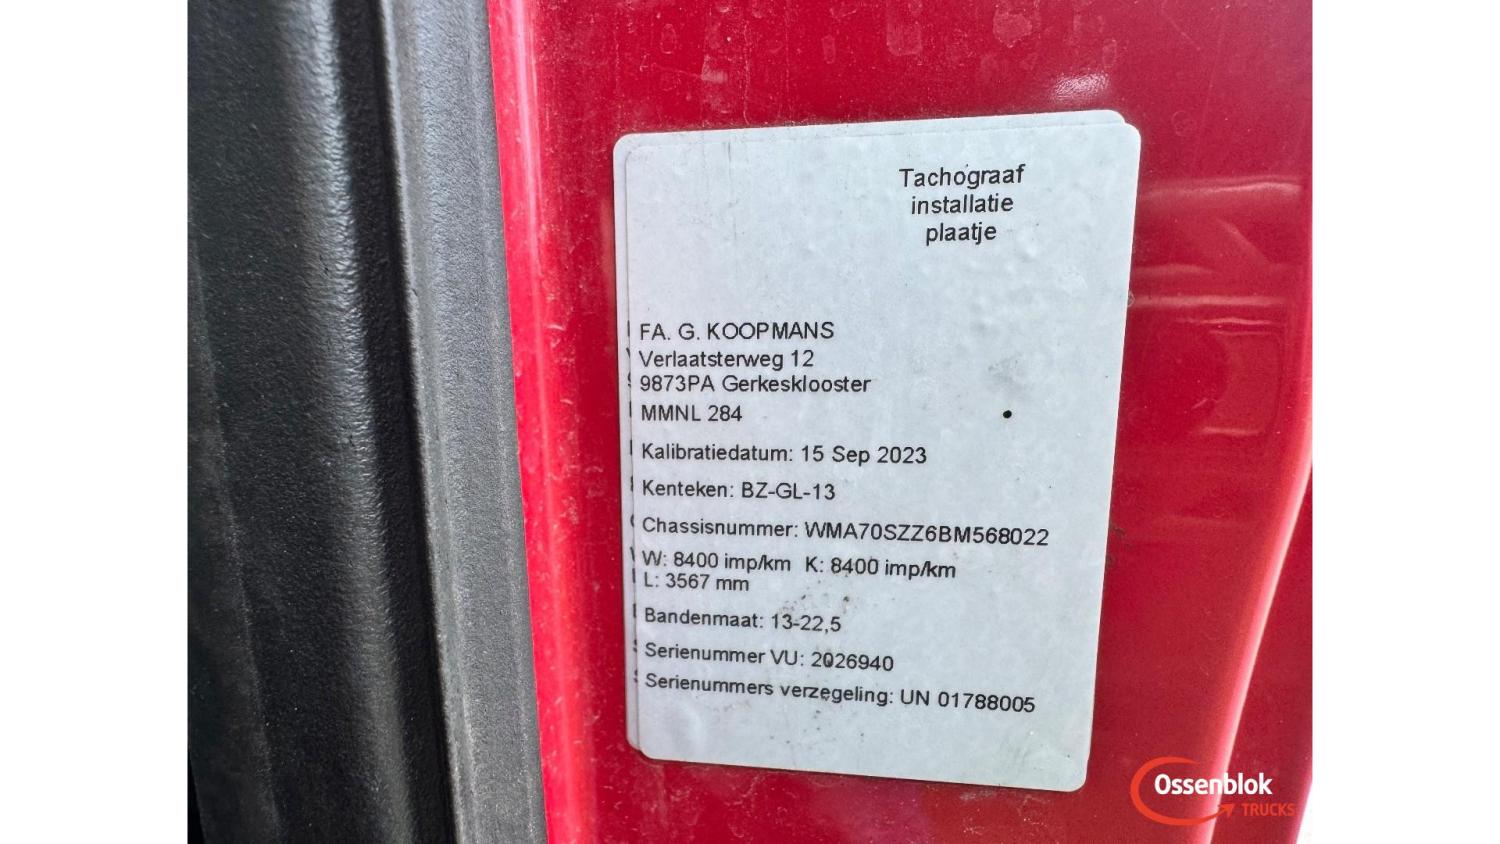 Tachograaf
installatie
plaatje
FA. G. KOOPMANS
Verlaatsterweg 12
9873PA Gerkesklooster
MMNL 284
Kalibratiedatum: 15 Sep 2023
Kenteken: BZ-GL-13
Chassisnummer: WMA70SZZ6BM568022
W: 8400 imp/km K: 8400 imp/km
L: 3567 mm
Bandenmaat: 13-22,5
Serienummer VU: 2026940
Serienummers verzegeling: UN 01788005
Ossenblok
TRUCKS